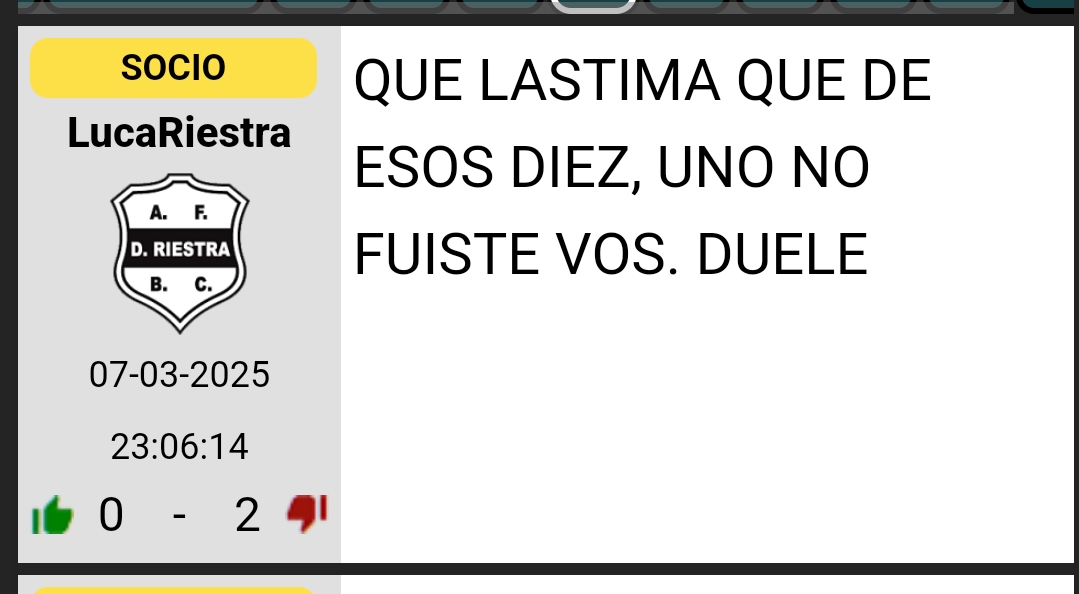 SOCIO
LucaRiestra
A. F.
D. RIESTRA
B. C.
07-03-2025
23:06:14
0 - 2
QUE LASTIMA QUE DE
ESOS DIEZ, UNO NO
FUISTE VOS. DUELE